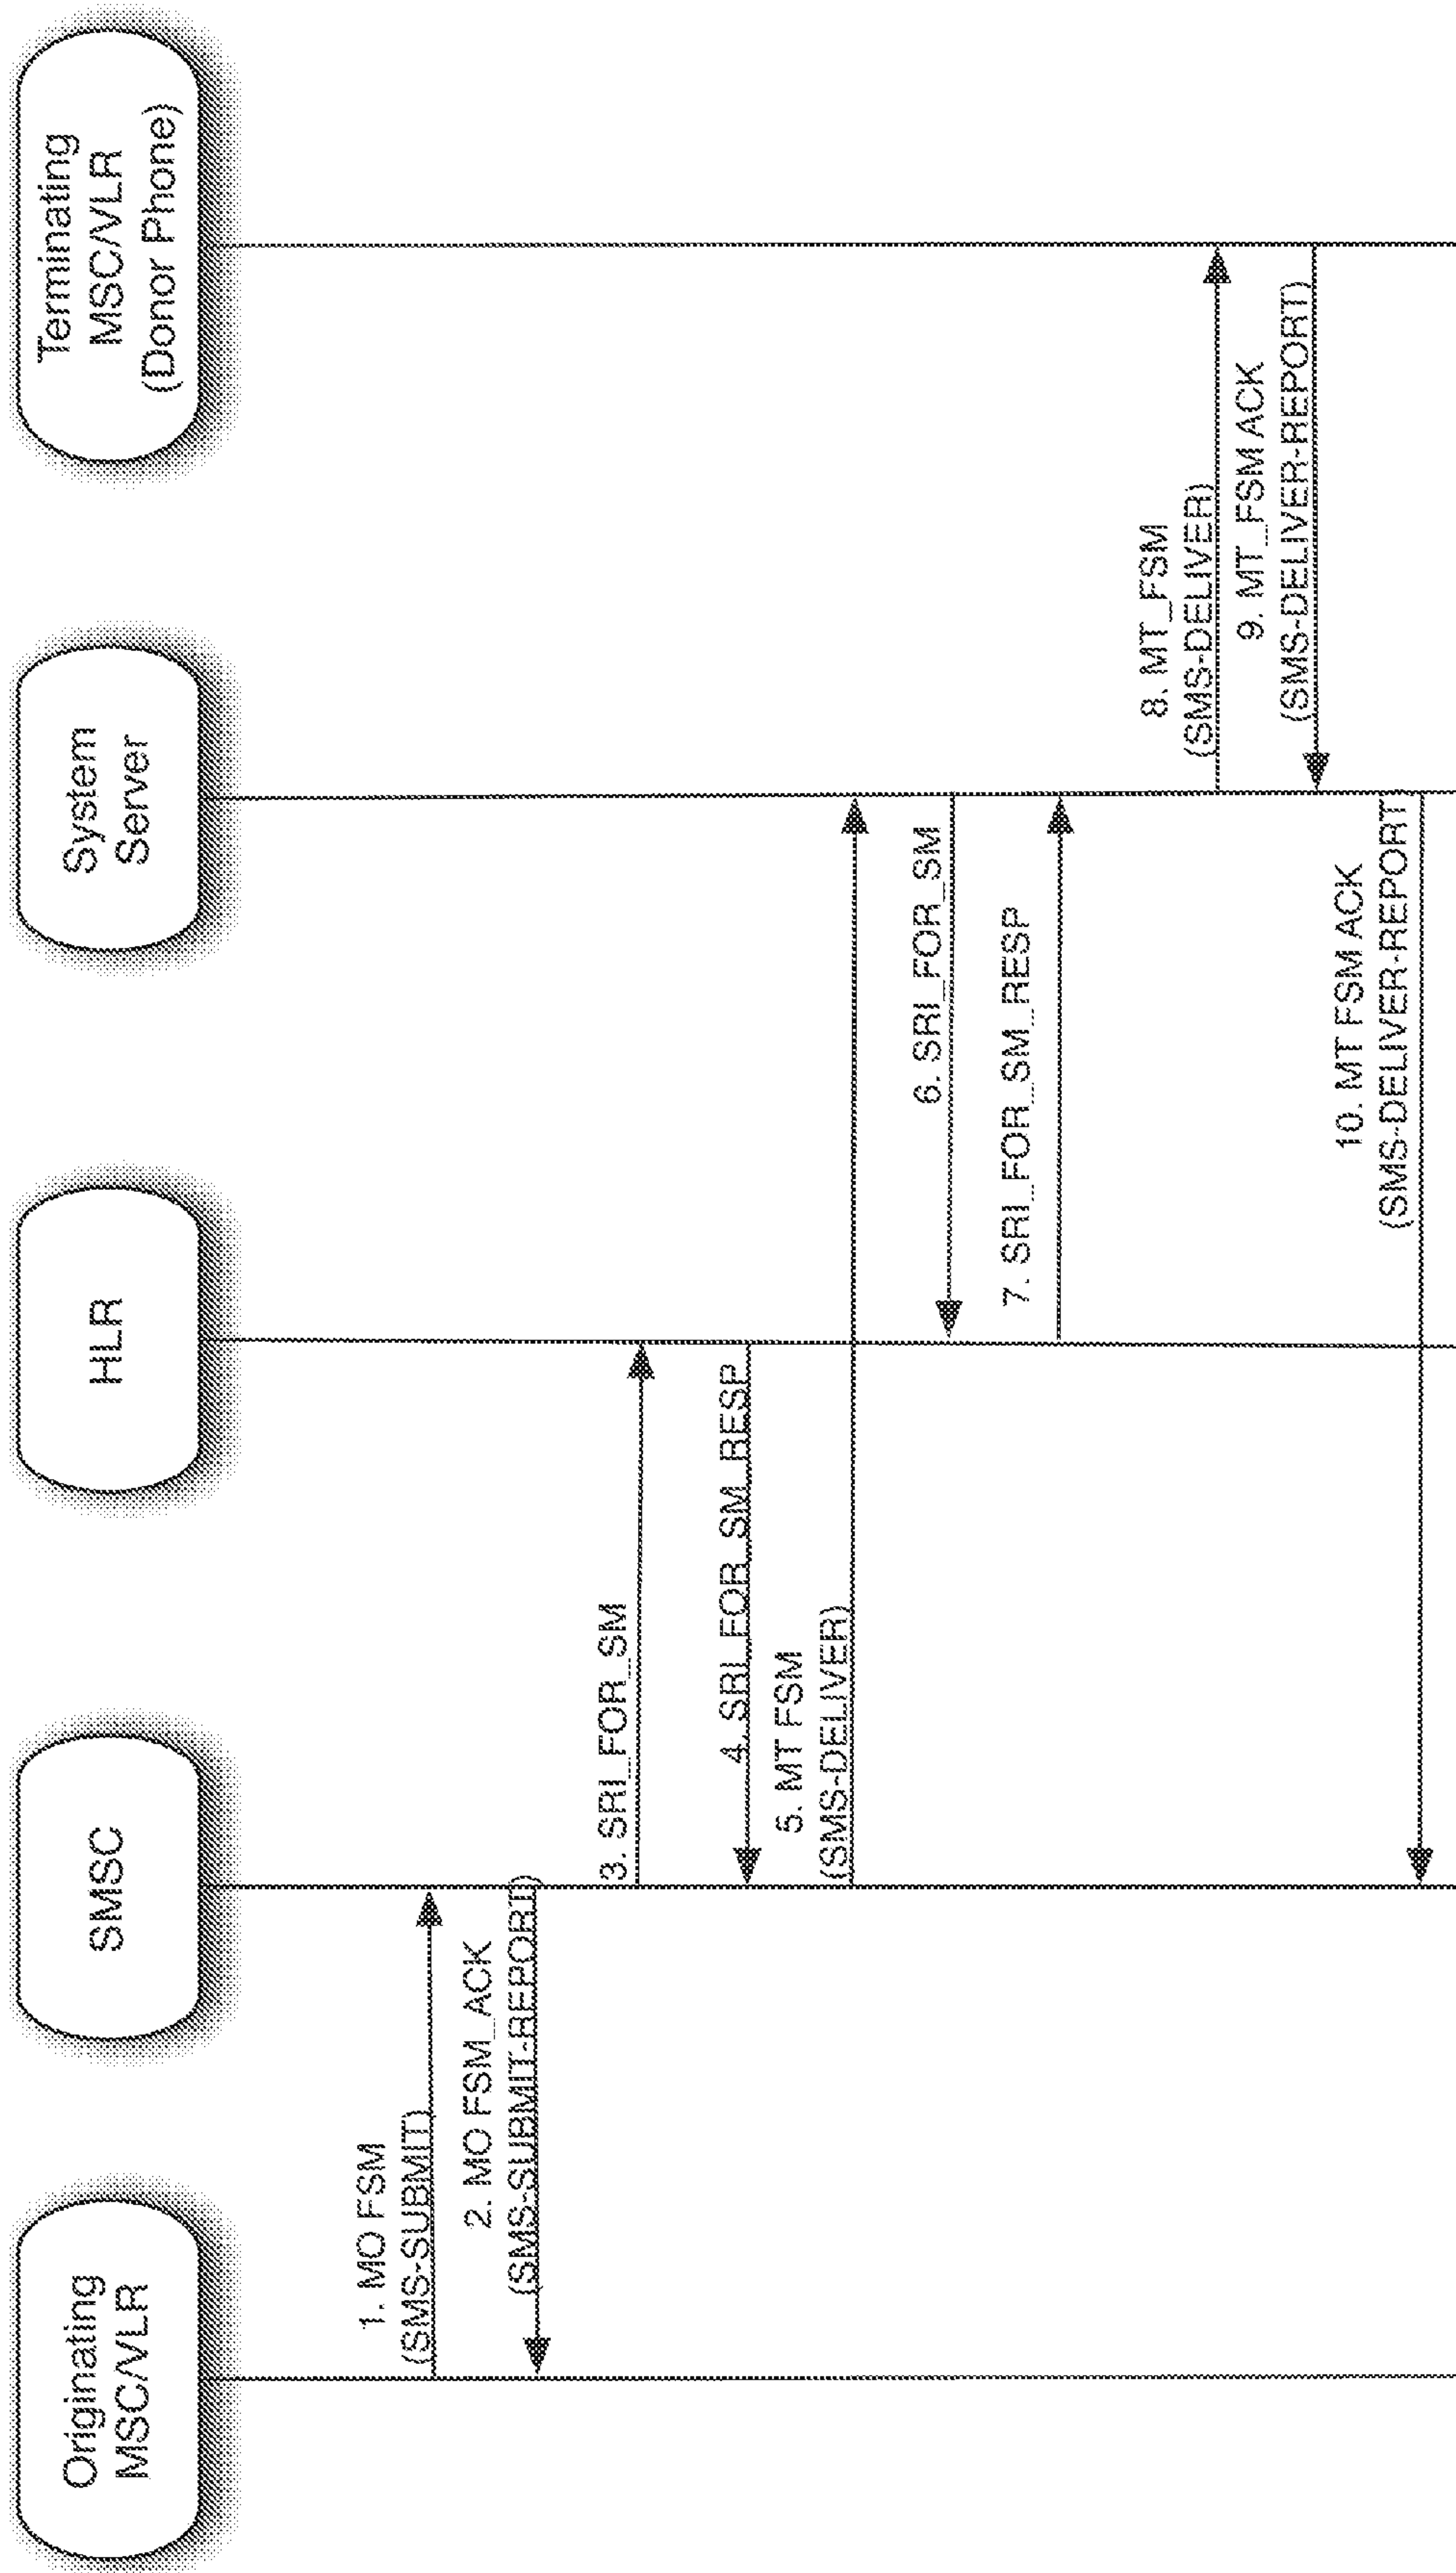 Originating
MSC/VLR
SMSC
HLR
System
Server
Terminating
MSC/VLR
(Donor Phone)
1. MO FSM
(SMS-SUBMIT)
2. MO FSM_ACK
(SMS-SUBMIT-REPORT)
3. SRI_FOR_SM
4. SRI_FOR_SM_RESP
5. MT FSM
(SMS-DELIVER)
6. SRI_FOR_SM
7. SRI_FOR_SM_RESP
8. MT_FSM
(SMS-DELIVER)
9. MT_FSM ACK
(SMS-DELIVER-REPORT)
10. MT FSM ACK
(SMS-DELIVER-REPORT)